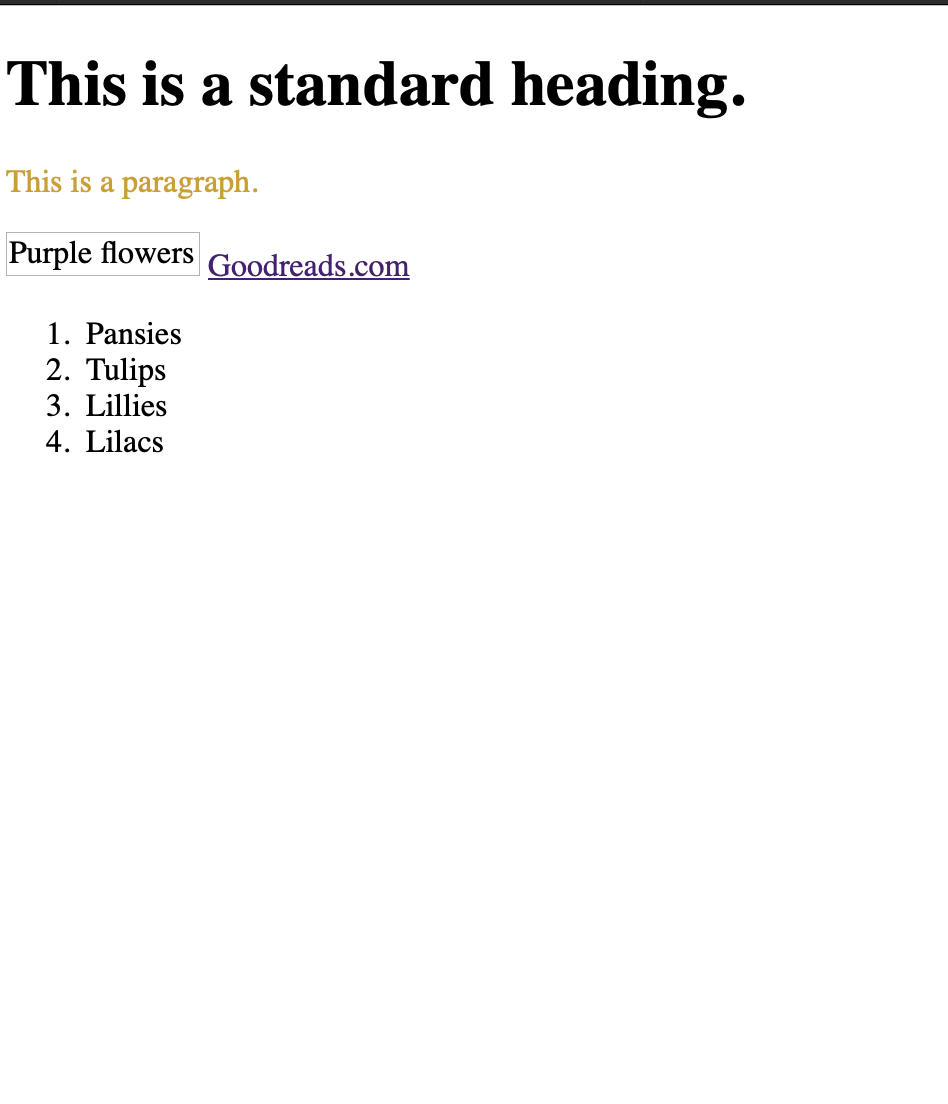 This is a standard heading.
This is a paragraph.
Purple flowers Goodreads.com
1. Pansies
2. Tulips
3. Lillies
4. Lilacs